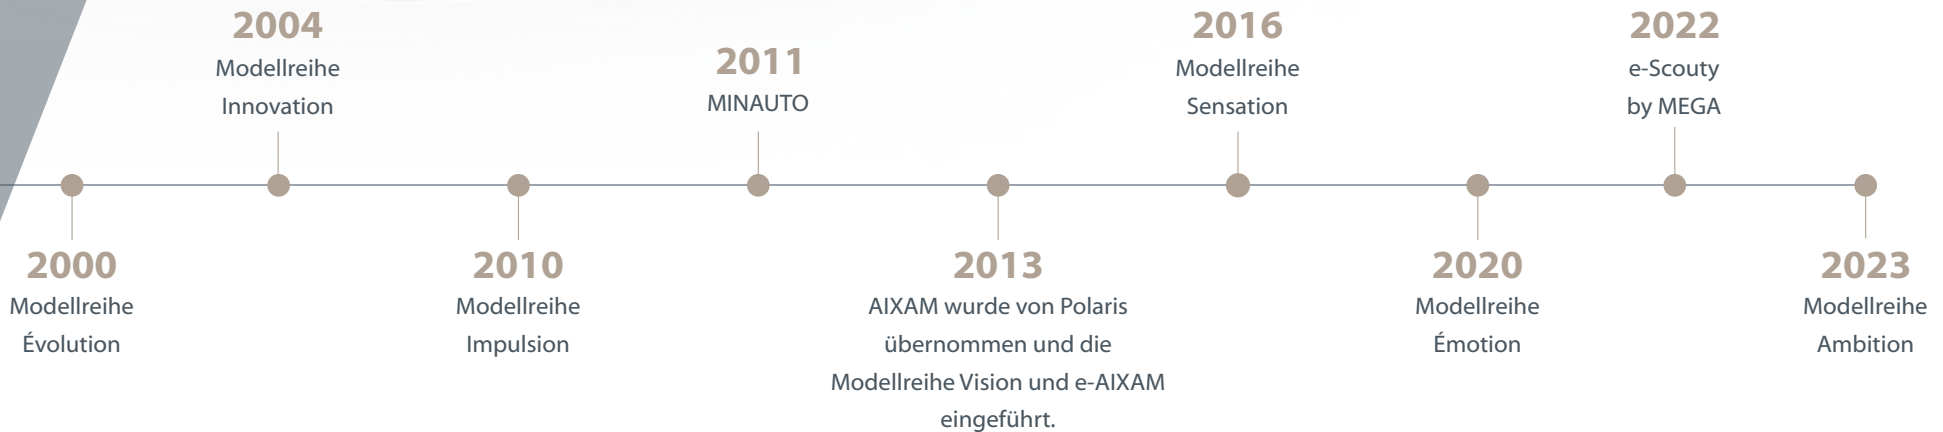 2004
Modellreihe
Innovation
2011
MINAUTO
2016
Modellreihe
Sensation
2022
e-Scouty
by MEGA
2000
Modellreihe
Évolution
2010
Modellreihe
Impulsion
2013
AIXAM wurde von Polaris
übernommen und die
Modellreihe Vision und e-AIXAM
eingeführt.
2020
Modellreihe
Émotion
2023
Modellreihe
Ambition